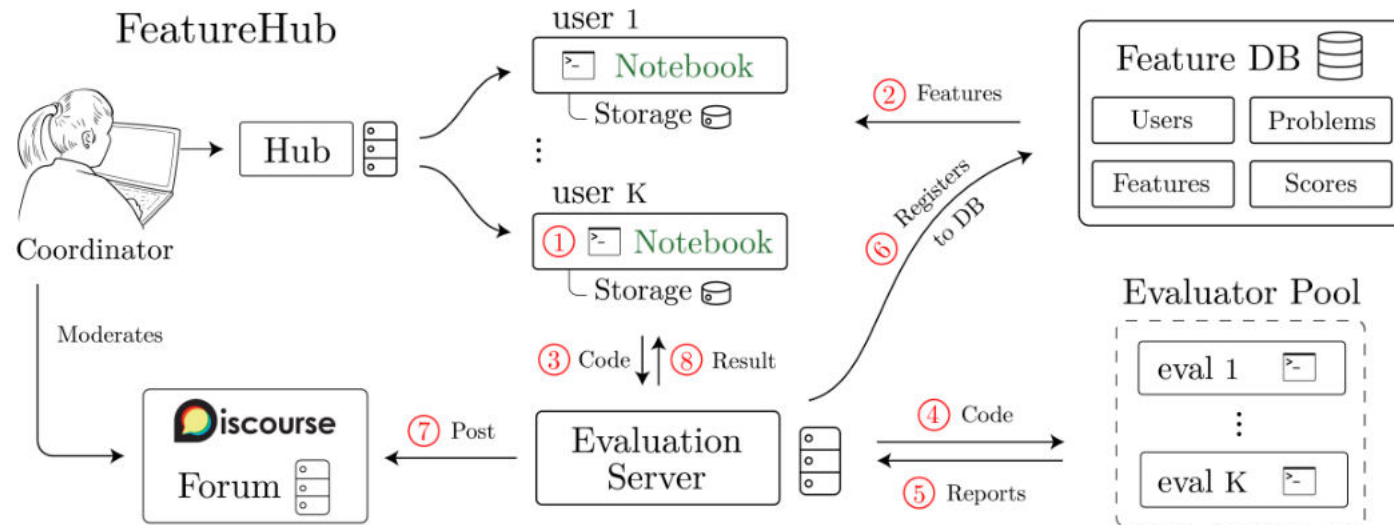 FeatureHub
user 1
>_ Notebook
Storage
Hub
Coordinator
user K
① >_ Notebook
Storage
② Features
Feature DB
Users
Problems
Features
Scores
⑥ Registers
to DB
Moderates
③ Code
⑧ Result
Discourse
Forum
⑦ Post
Evaluation
Server
④ Code
⑤ Reports
Evaluator Pool
eval 1 >_
eval K >_